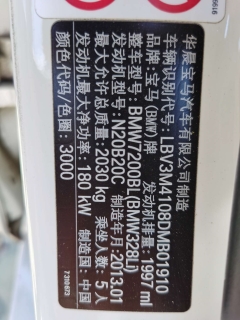 华晨宝马汽车有限公司制造
车辆识别代号: LBV3M4108DMB01910
品牌: 宝马(BMW)牌 发动机排量: 1997 ml
整车型号: BMW7200BL(BMW328Li)
发动机型号: N20B20C 制造年月: 2013.01
最大允许总质量: 2030 kg 乘坐人数: 5 人
发动机最大净功率: 180 kW 制造国: 中国
颜色代码/色圈: 3000
7310673